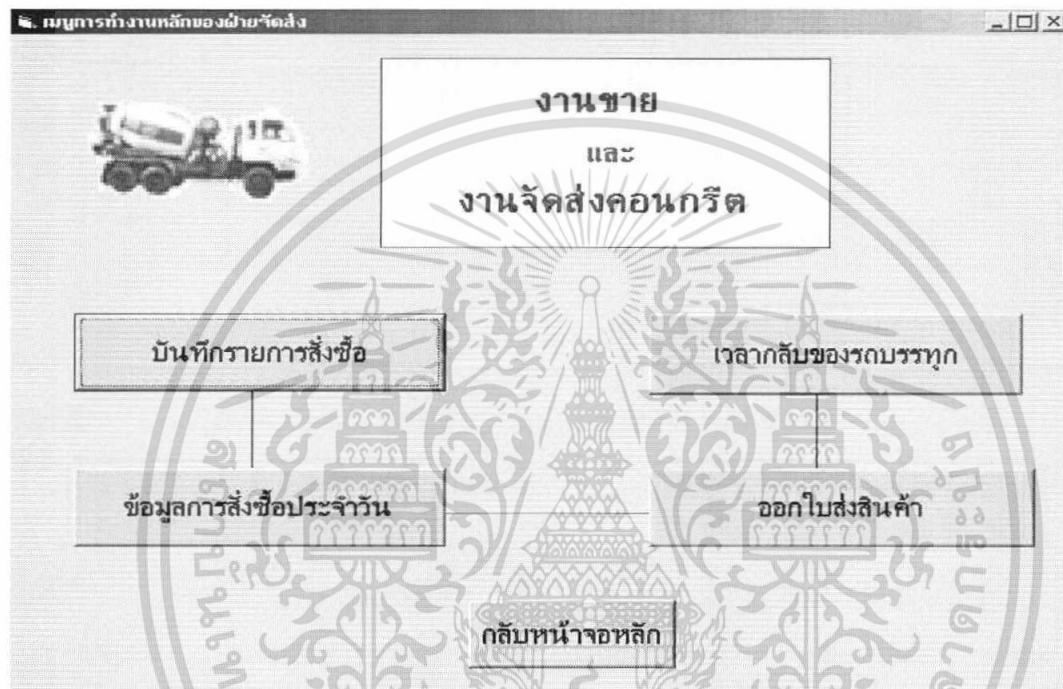 เมนูการทำงานหลักของฝ่ายจัดส่ง
งานขาย
และ
งานจัดส่งคอนกรีต
บันทึกรายการสั่งซื้อ
เวลากลับของรถบรรทุก
ข้อมูลการสั่งซื้อประจำวัน
ออกใบส่งสินค้า
กลับหน้าจอหลัก